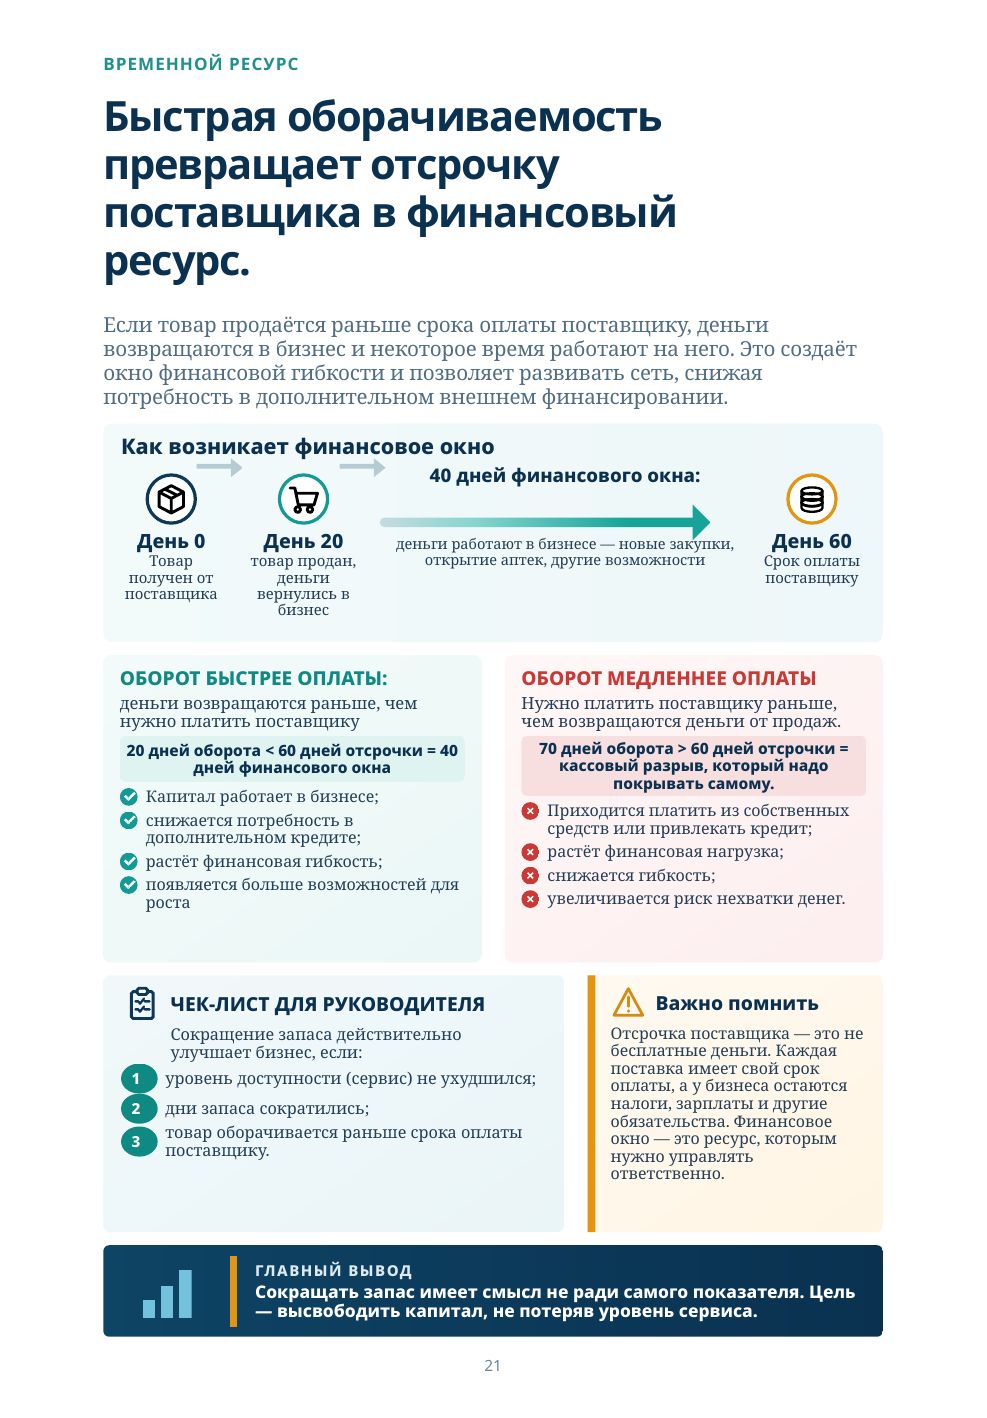 ВРЕМЕННОЙ РЕСУРС
Быстрая оборачиваемость
превращает отсрочку
поставщика в финансовый
ресурс.
Если товар продаётся раньше срока оплаты поставщику, деньги
возвращаются в бизнес и некоторое время работают на него. Это создаёт
окно финансовой гибкости и позволяет развивать сеть, снижая
потребность в дополнительном внешнем финансировании.
Как возникает финансовое окно
День 0
Товар
получен от
поставщика
День 20
товар продан,
деньги
вернулись в
бизнес
40 дней финансового окна:
деньги работают в бизнесе — новые закупки,
открытие аптек, другие возможности
День 60
Срок оплаты
поставщику
ОБОРОТ БЫСТРЕЕ ОПЛАТЫ:
деньги возвращаются раньше, чем
нужно платить поставщику
20 дней оборота < 60 дней отсрочки = 40
дней финансового окна
Капитал работает в бизнесе;
снижается потребность в
дополнительном кредите;
растёт финансовая гибкость;
появляется больше возможностей для
роста
ОБОРОТ МЕДЛЕННЕЕ ОПЛАТЫ
Нужно платить поставщику раньше,
чем возвращаются деньги от продаж.
70 дней оборота > 60 дней отсрочки =
кассовый разрыв, который надо
покрывать самому.
Приходится платить из собственных
средств или привлекать кредит;
растёт финансовая нагрузка;
снижается гибкость;
увеличивается риск нехватки денег.
ЧЕК-ЛИСТ ДЛЯ РУКОВОДИТЕЛЯ
Сокращение запаса действительно
улучшает бизнес, если:
1 уровень доступности (сервис) не ухудшился;
2 дни запаса сократились;
3 товар оборачивается раньше срока оплаты
поставщику.
Важно помнить
Отсрочка поставщика — это не
бесплатные деньги. Каждая
поставка имеет свой срок
оплаты, а у бизнеса остаются
налоги, зарплаты и другие
обязательства. Финансовое
окно — это ресурс, которым
нужно управлять
ответственно.
ГЛАВНЫЙ ВЫВОД
Сокращать запас имеет смысл не ради самого показателя. Цель
— высвободить капитал, не потеряв уровень сервиса.
21